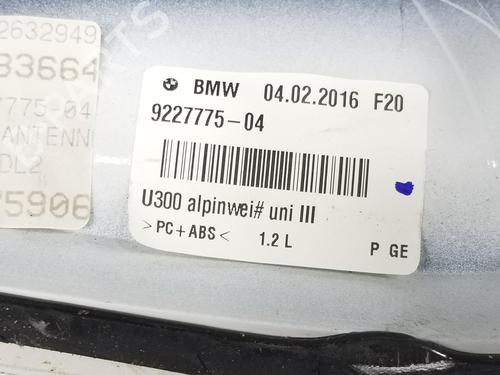 2632949
33664
7775-04
ANTENN
DL2
75906
BMW 04.02.2016 F20
9227775-04
U300 alpinwei# uni III
>PC+ABS< 1.2 L P GE